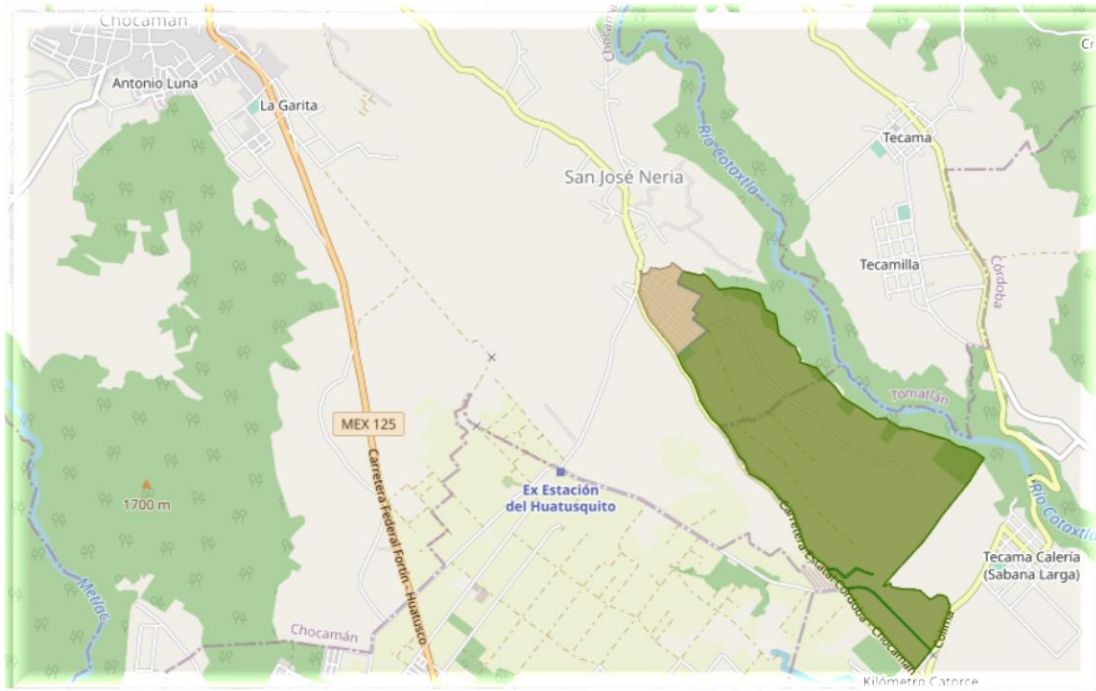 Chocamán
Antonio Luna
La Garita
San José Neria
Chocamá
Río Cotaxtla
Tecama
Tecamilla
Córdoba
Tomatlán
MEX 125
Carretera Federal Fortín - Huatusco
1700 m
Metlac
Ex Estación
del Huatusquito
Chocamán
Carretera Estatal Córdoba - Chocamán
Río Cotaxtla
Tecama Calería
(Sabana Larga)
Kilómetro Catorce